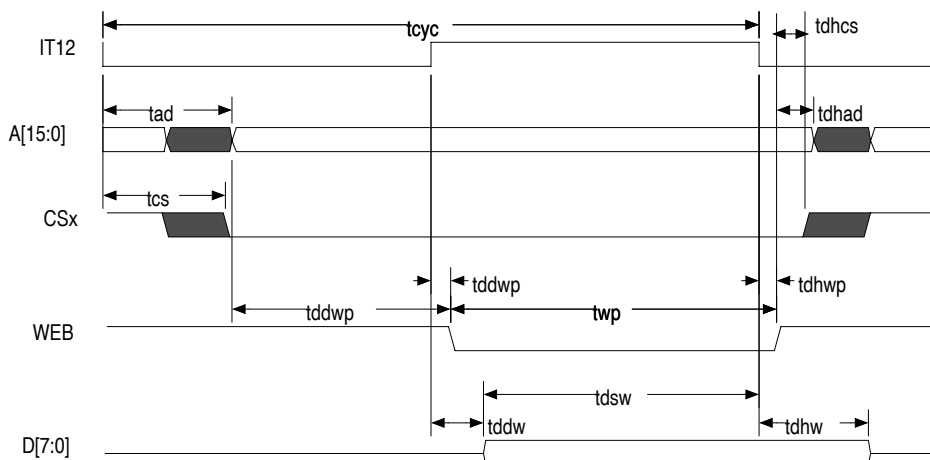 tcyc
tdhcs
IT12
tad
tdhad
A[15:0]
tcs
CSx
tddwp
tdhwp
tddwp
twp
WEB
tdsw
tddw
tdhw
D[7:0]